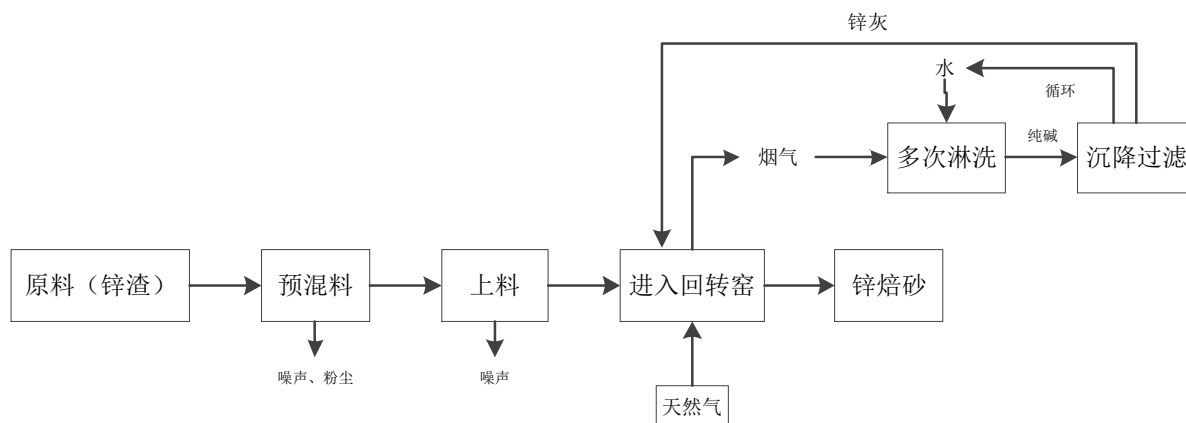 锌灰
水
循环
烟气
多次淋洗
纯碱
沉降过滤
原料（锌渣）
预混料
上料
进入回转窑
锌焙砂
噪声、粉尘
噪声
天然气